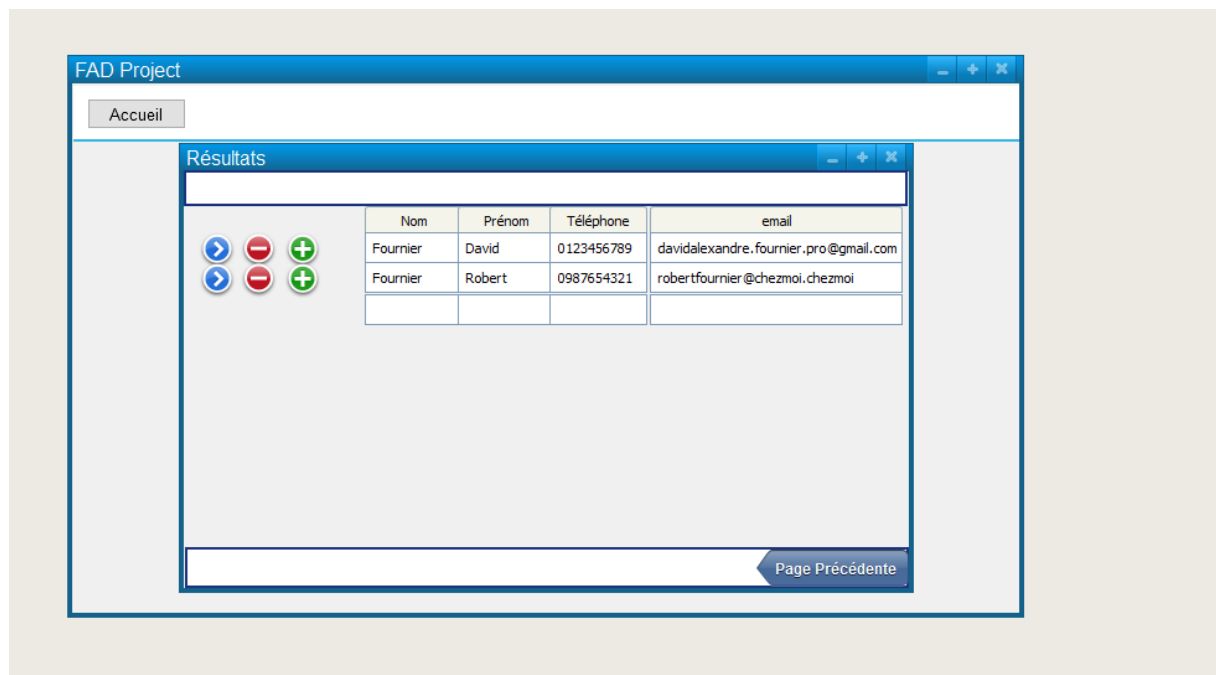 FAD Project
Accueil
Résultats
Nom Prénom Téléphone email
Fournier David 0123456789 davidalexandre.fournier.pro@gmail.com
Fournier Robert 0987654321 robertfournier@chezmoi.chezmoi
Page Précédente